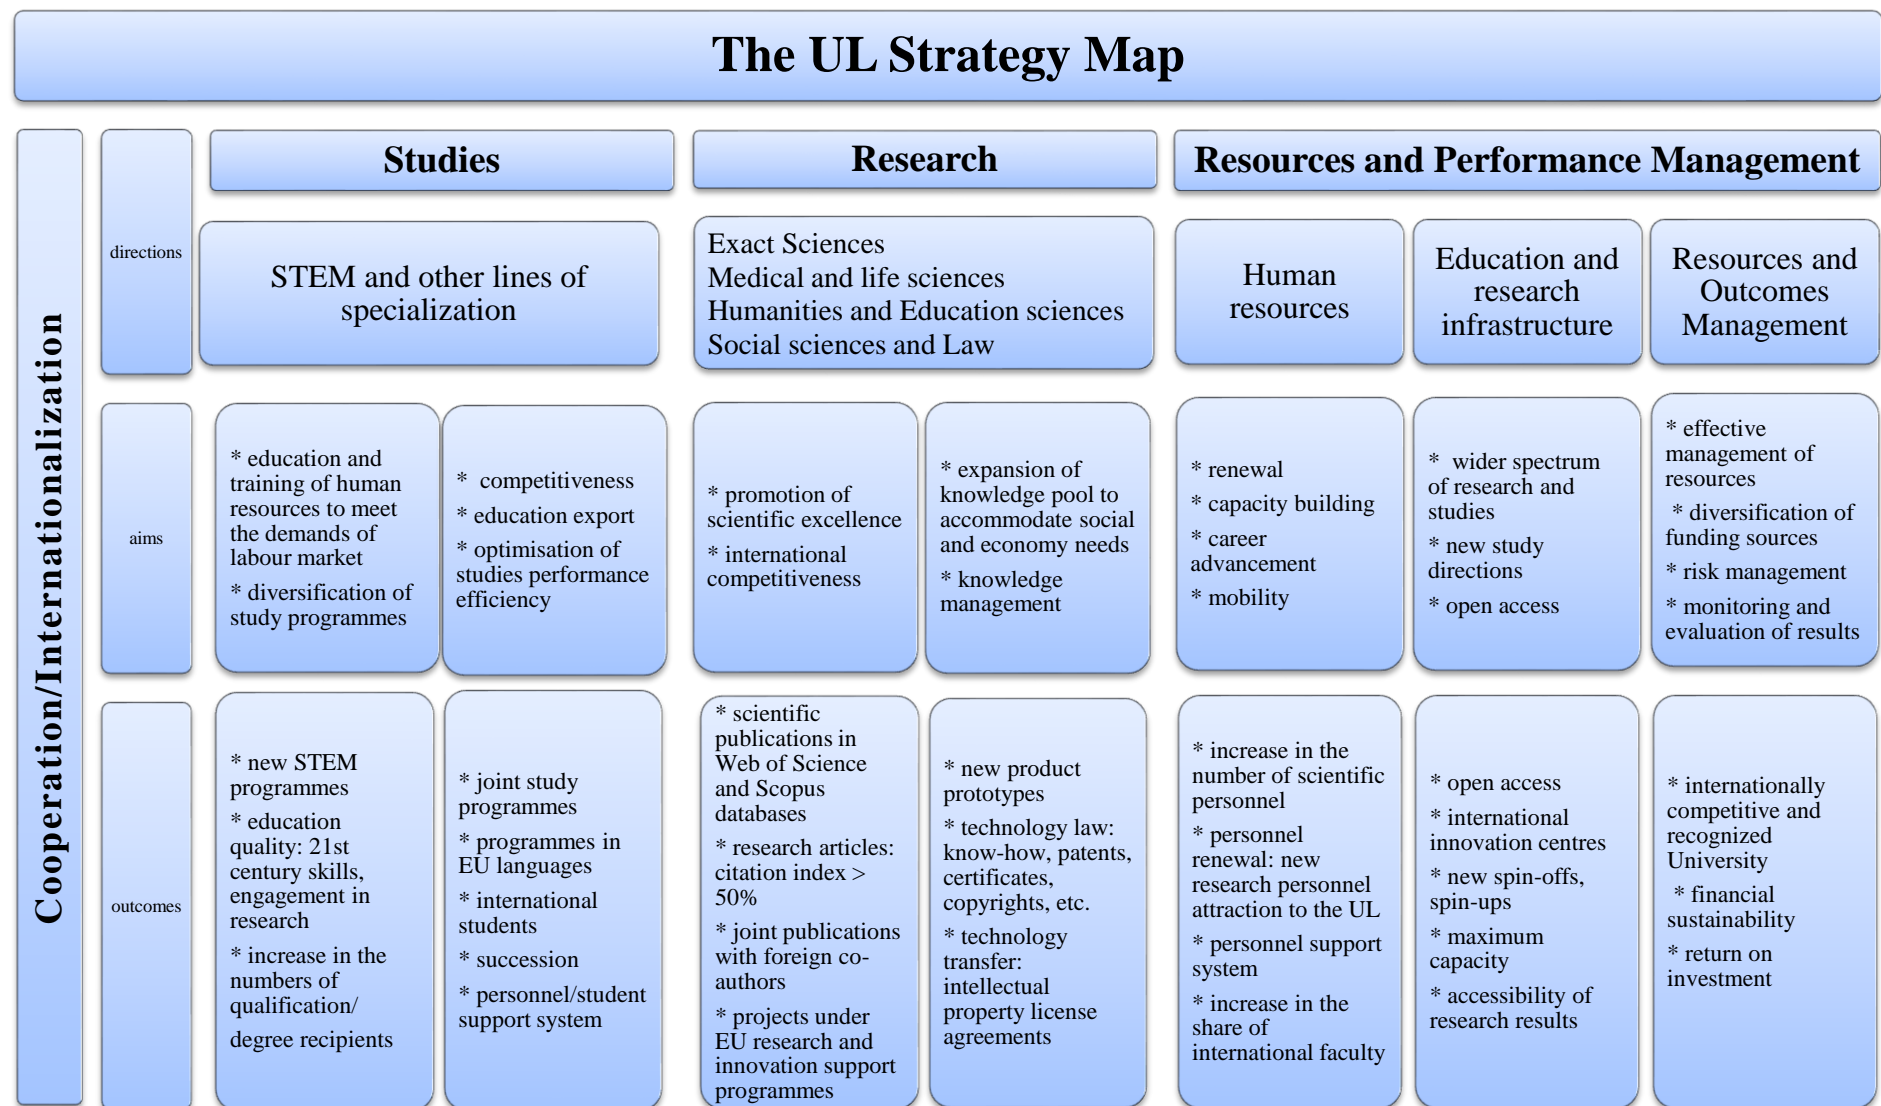 The UL Strategy Map
Cooperation/Internationalization
directions
Studies
Research
Resources and Performance Management
STEM and other lines of
specialization
Exact Sciences
Medical and life sciences
Humanities and Education sciences
Social sciences and Law
Human
resources
Education and
research
infrastructure
Resources and
Outcomes
Management
aims
* education and
training of human
resources to meet
the demands of
labour market
* diversification of
study programmes
* competitiveness
* education export
* optimisation of
studies performance
efficiency
* promotion of
scientific excellence
* international
competitiveness
* expansion of
knowledge pool to
accommodate social
and economy needs
* knowledge
management
* renewal
* capacity building
* career
advancement
* mobility
* wider spectrum
of research and
studies
* new study
directions
* open access
* effective
management of
resources
* diversification of
funding sources
* risk management
* monitoring and
evaluation of results
outcomes
* new STEM
programmes
* education
quality: 21st
century skills,
engagement in
research
* increase in the
numbers of
qualification/
degree recipients
* joint study
programmes
* programmes in
EU languages
* international
students
* succession
* personnel/student
support system
* scientific
publications in
Web of Science
and Scopus
databases
* research articles:
citation index >
50%
* joint publications
with foreign co-
authors
* projects under
EU research and
innovation support
programmes
* new product
prototypes
* technology law:
know-how, patents,
certificates,
copyrights, etc.
* technology
transfer:
intellectual
property license
agreements
* increase in the
number of scientific
personnel
* personnel
renewal: new
research personnel
attraction to the UL
* personnel support
system
* increase in the
share of
international faculty
* open access
* international
innovation centres
* new spin-offs,
spin-ups
* maximum
capacity
* accessibility of
research results
* internationally
competitive and
recognized
University
* financial
sustainability
* return on
investment